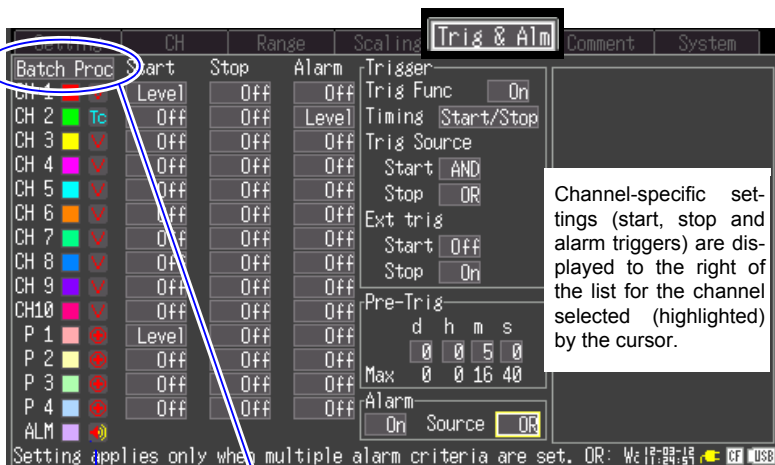 Setting CH Range Scaling Trig & Alm Comment System
Batch Proc Start Stop Alarm
CH 1 V Level Off Off
CH 2 Tc Off Off Level
CH 3 V Off Off Off
CH 4 V Off Off Off
CH 5 V Off Off Off
CH 6 V Off Off Off
CH 7 V Off Off Off
CH 8 V Off Off Off
CH 9 V Off Off Off
CH10 V Off Off Off
P 1 Level Off Off
P 2 Off Off Off
P 3 Off Off Off
P 4 Off Off Off
ALM
Trigger
Trig Func On
Timing Start/Stop
Trig Source
Start AND
Stop OR
Ext trig
Start Off
Stop On
Pre-Trig
d h m s
0 0 5 0
Max 0 0 16 40
Alarm
On Source OR
Channel-specific set-
tings (start, stop and
alarm triggers) are dis-
played to the right of
the list for the channel
selected (highlighted)
by the cursor.
Setting applies only when multiple alarm criteria are set. OR: CF USB